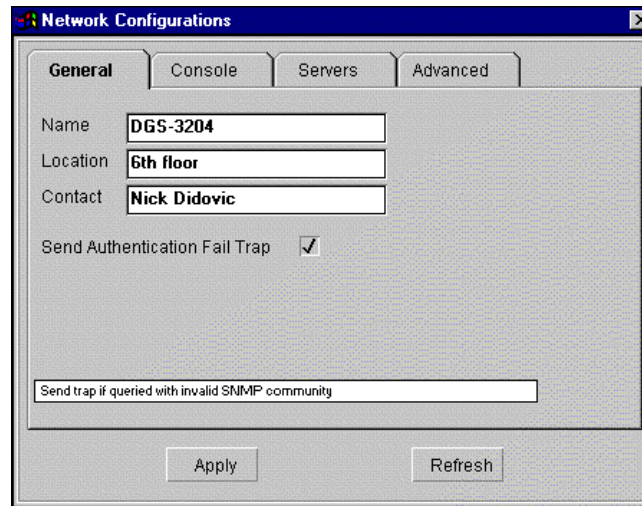 Network Configurations
General Console Servers Advanced
Name DGS-3204
Location 6th floor
Contact Nick Didovic
Send Authentication Fail Trap
Send trap if queried with invalid SNMP community
Apply Refresh